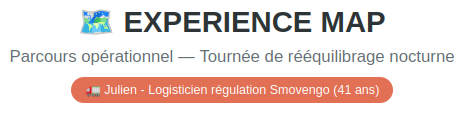 🗺️ EXPERIENCE MAP
Parcours opérationnel — Tournée de rééquilibrage nocturne
🚛 Julien - Logisticien régulation Smovengo (41 ans)